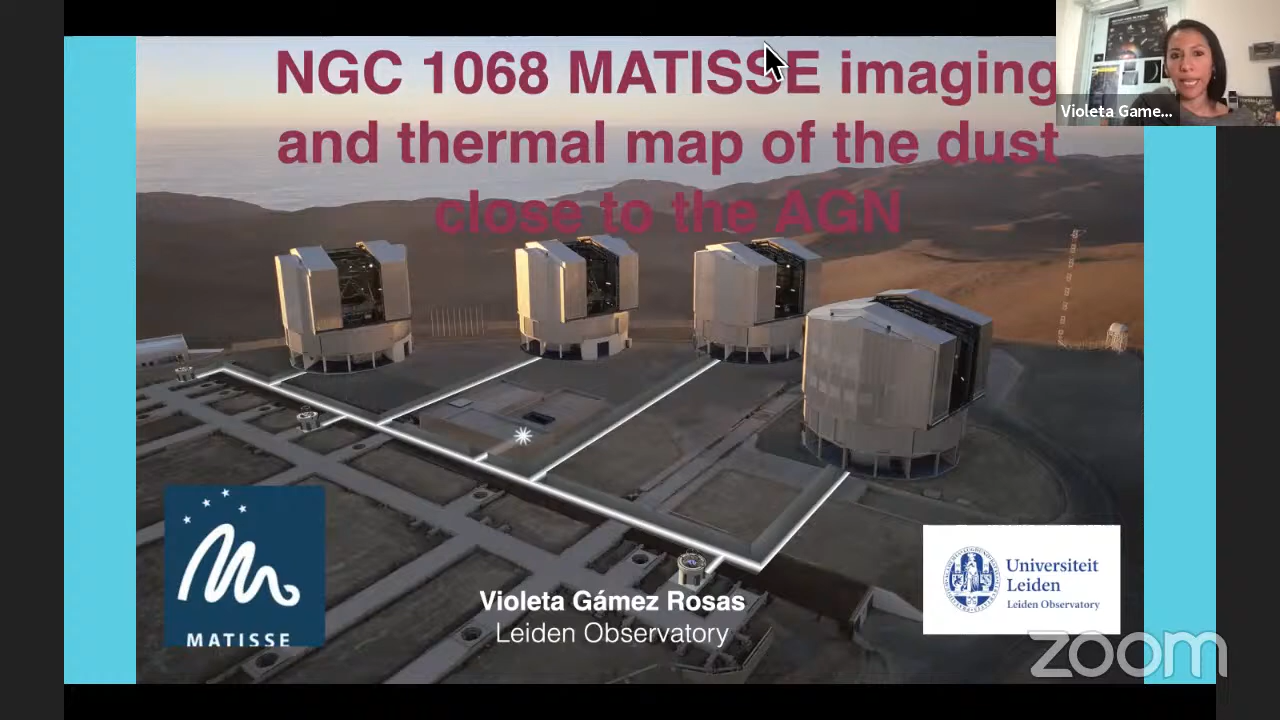 NGC 1068 MATISSE imaging
and thermal map of the dust
close to the AGN
Violeta Game...
MATISSE
Violeta Gámez Rosas
Leiden Observatory
Universiteit
Leiden
Leiden Observatory
zoom